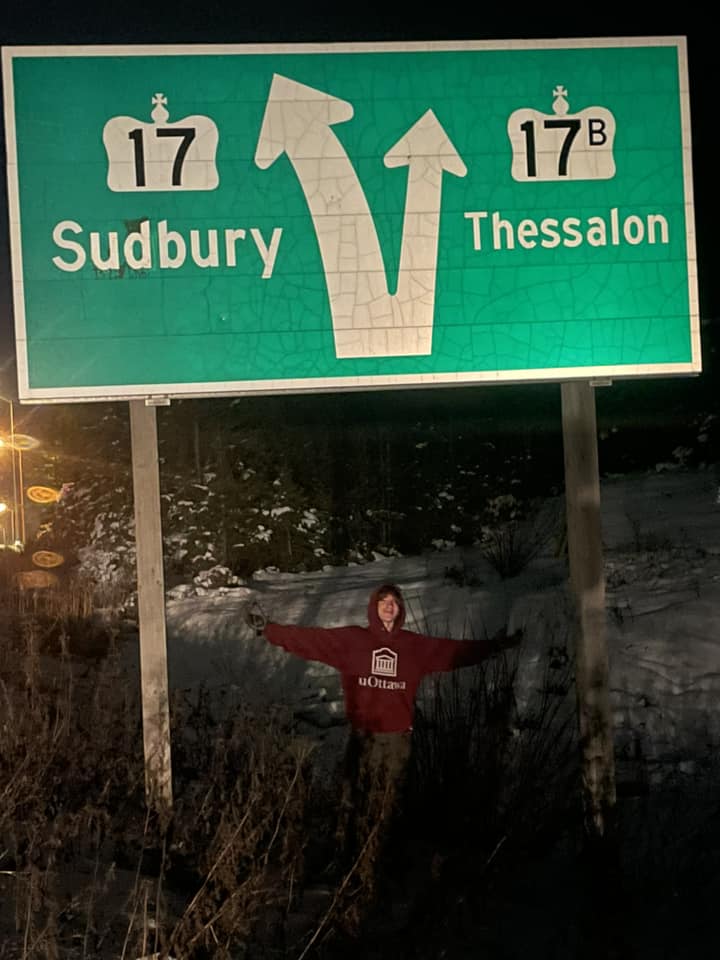 17
17B
Sudbury
Thessalon
uOttawa